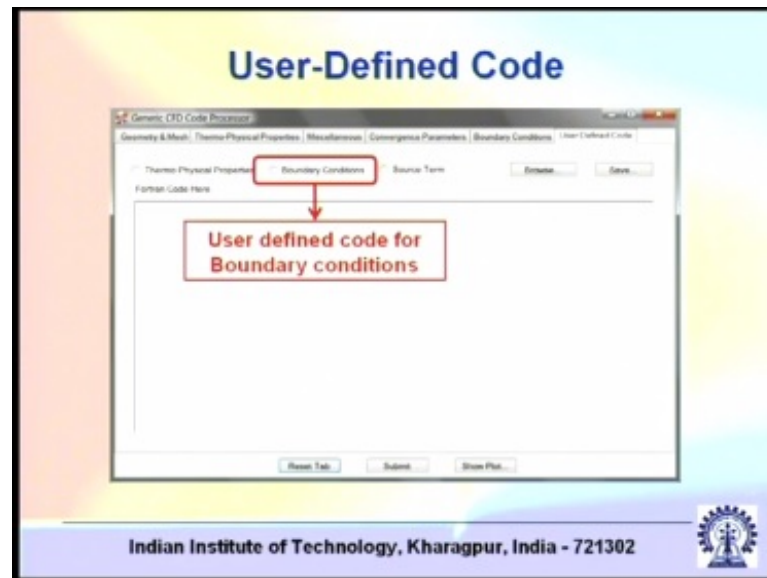 User-Defined Code
Generic CFD Code Processor
Geometry & Mesh Thermo-Physical Properties Miscellaneous Convergence Parameters Boundary Conditions User Defined Code
Thermo-Physical Properties Boundary Conditions Source Term Browse... Save...
Fortran Code Here
User defined code for
Boundary conditions
Reset Tab Submit Show Plot...
Indian Institute of Technology, Kharagpur, India - 721302